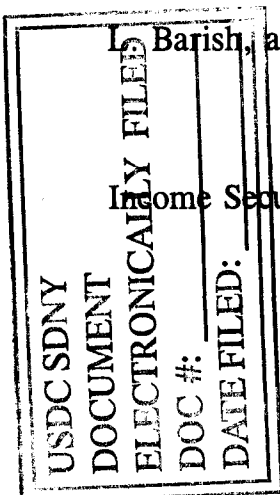 L. Barish, a
Income Secu
USDC SDNY
DOCUMENT
ELECTRONICALLY FILED
DOC #:
DATE FILED: